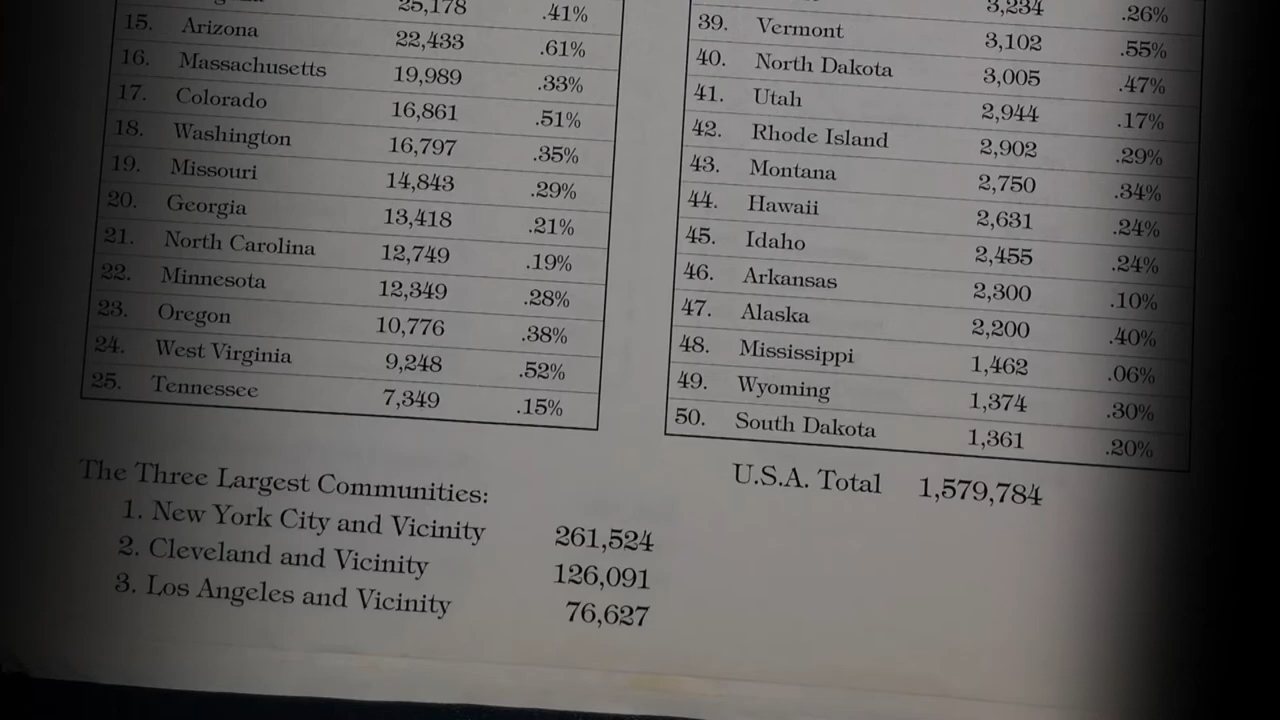 25,178 .41%
15. Arizona 22,433 .61%
16. Massachusetts 19,989 .33%
17. Colorado 16,861 .51%
18. Washington 16,797 .35%
19. Missouri 14,843 .29%
20. Georgia 13,418 .21%
21. North Carolina 12,749 .19%
22. Minnesota 12,349 .28%
23. Oregon 10,776 .38%
24. West Virginia 9,248 .52%
25. Tennessee 7,349 .15%
3,234 .26%
39. Vermont 3,102 .55%
40. North Dakota 3,005 .47%
41. Utah 2,944 .17%
42. Rhode Island 2,902 .29%
43. Montana 2,750 .34%
44. Hawaii 2,631 .24%
45. Idaho 2,455 .24%
46. Arkansas 2,300 .10%
47. Alaska 2,200 .40%
48. Mississippi 1,462 .06%
49. Wyoming 1,374 .30%
50. South Dakota 1,361 .20%
U.S.A. Total 1,579,784
The Three Largest Communities:
1. New York City and Vicinity 261,524
2. Cleveland and Vicinity 126,091
3. Los Angeles and Vicinity 76,627